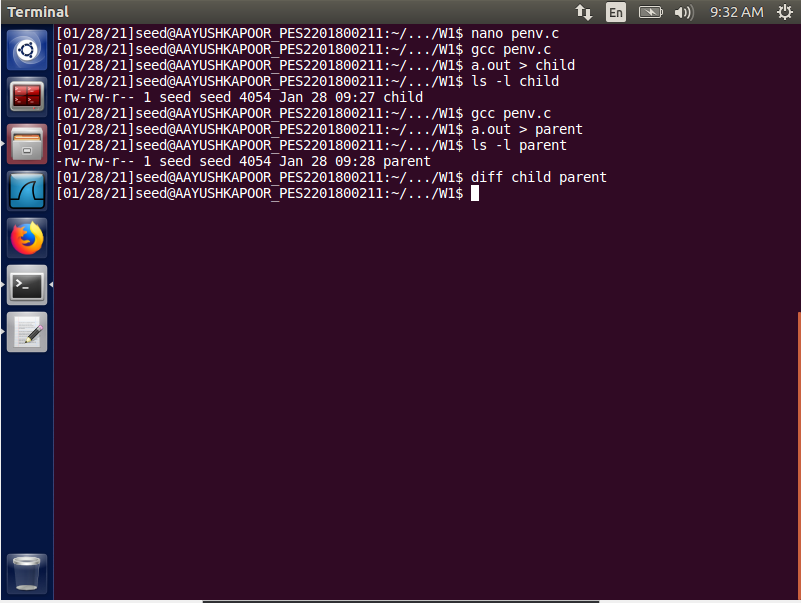 Terminal
En
9:32 AM
[01/28/21]seed@AAYUSHKAPOOR_PES2201800211:~/.../W1$ nano penv.c
[01/28/21]seed@AAYUSHKAPOOR_PES2201800211:~/.../W1$ gcc penv.c
[01/28/21]seed@AAYUSHKAPOOR_PES2201800211:~/.../W1$ a.out > child
[01/28/21]seed@AAYUSHKAPOOR_PES2201800211:~/.../W1$ ls -l child
-rw-rw-r-- 1 seed seed 4054 Jan 28 09:27 child
[01/28/21]seed@AAYUSHKAPOOR_PES2201800211:~/.../W1$ gcc penv.c
[01/28/21]seed@AAYUSHKAPOOR_PES2201800211:~/.../W1$ a.out > parent
[01/28/21]seed@AAYUSHKAPOOR_PES2201800211:~/.../W1$ ls -l parent
-rw-rw-r-- 1 seed seed 4054 Jan 28 09:28 parent
[01/28/21]seed@AAYUSHKAPOOR_PES2201800211:~/.../W1$ diff child parent
[01/28/21]seed@AAYUSHKAPOOR_PES2201800211:~/.../W1$